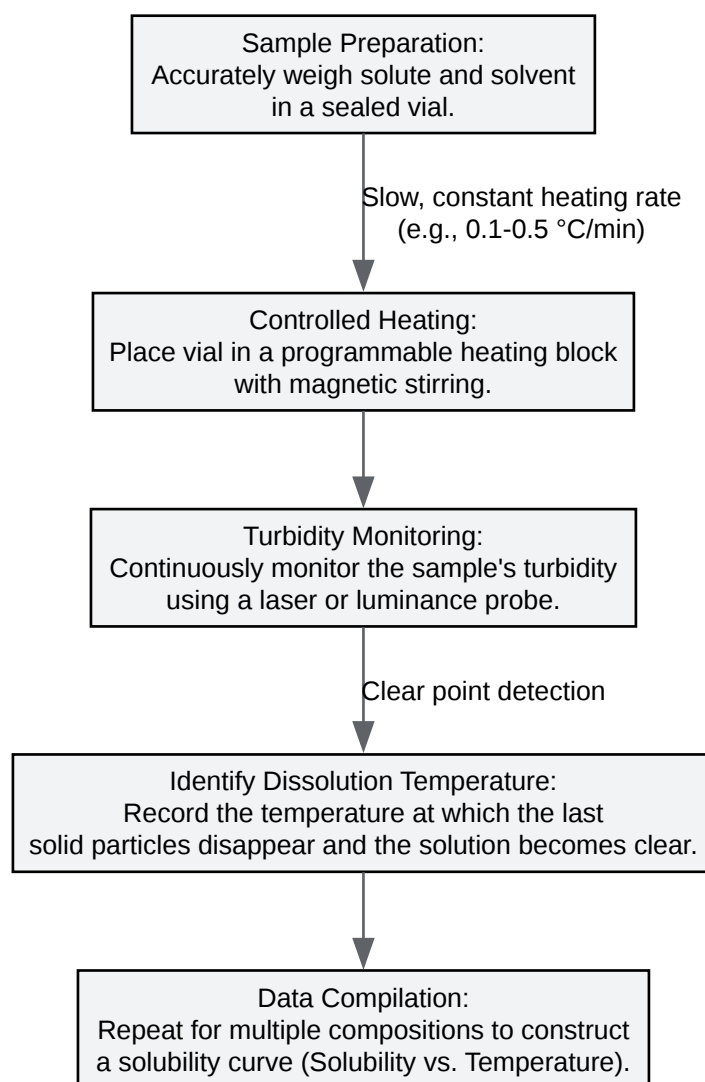 Sample Preparation:
Accurately weigh solute and solvent
in a sealed vial.
Slow, constant heating rate
(e.g., 0.1-0.5 °C/min)
Controlled Heating:
Place vial in a programmable heating block
with magnetic stirring.
Turbidity Monitoring:
Continuously monitor the sample's turbidity
using a laser or luminance probe.
Clear point detection
Identify Dissolution Temperature:
Record the temperature at which the last
solid particles disappear and the solution becomes clear.
Data Compilation:
Repeat for multiple compositions to construct
a solubility curve (Solubility vs. Temperature).